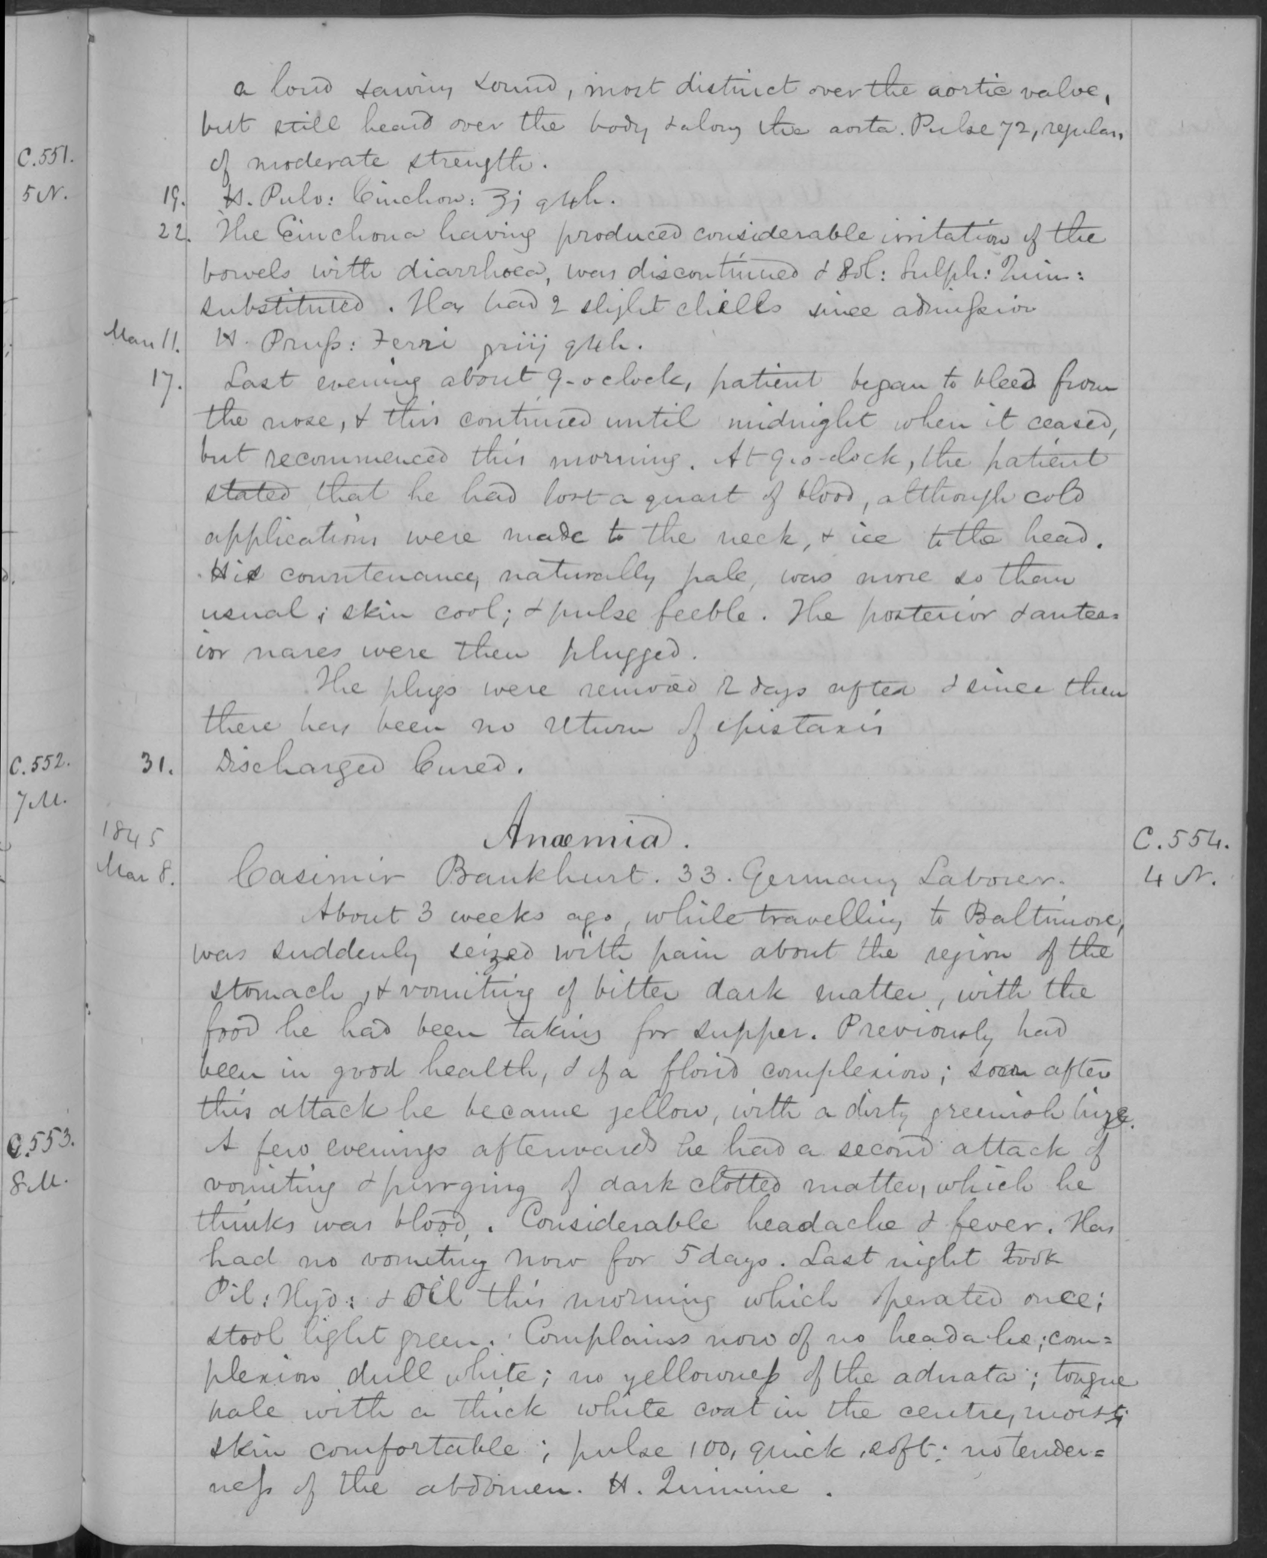 a loud sawing sound, most distinct over the aortic valve,
but still heard over the body & along the aorta. Pulse 72, regular,
of moderate strength.
C.551.
5 N.
19. H. Pulv: Cinchon: ʒj q4h.
22. The Cinchona having produced considerable irritation of the
bowels with diarrhoea, was discontinued & Sol: Sulph: Quin:
substituted. Has had 2 slight chills since admission
Mar 11. H. Pruss: Ferri griij q4h.
17. Last evening about 9-o'clock, patient began to bleed from
the nose, & this continued until midnight when it ceased,
but recommenced this morning. At 9-o-clock, the patient
stated that he had lost a quart of blood, although cold
applications were made to the neck, & ice to the head.
His countenance, naturally pale, was more so than
usual; skin cool; & pulse feeble. The posterior & anter=
ior nares were then plugged.
The plugs were removed 2 days after & since then
there has been no return of epistaxis
C.552.
7 M.
31. Discharged Cured.
Anæmia.
1845
Mar 8. Casimir Bankhurt. 33. Germany Laborer.
C.554.
4 N.
About 3 weeks ago, while travelling to Baltimore,
was suddenly seized with pain about the region of the
stomach, & vomiting of bitter dark matter, with the
food he had been taking for supper. Previously had
been in good health, & of a florid complexion; soon after
this attack he became yellow, with a dirty greenish tinge.
C.553.
8 M.
A few evenings afterwards he had a second attack of
vomiting & purging of dark clotted matter, which he
thinks was blood,. Considerable headache & fever. Has
had no vometing now for 5 days. Last night took
Pil: Hyd: & Oil this morning which operated once;
stool light green. Complains now of no headache; com=
plexion dull white; no yellowness of the adnata; tongue
pale with a thick white coat in the centre, moist;
skin comfortable; pulse 100, quick, soft: no tender=
ness of the abdomen. H. Quinine.